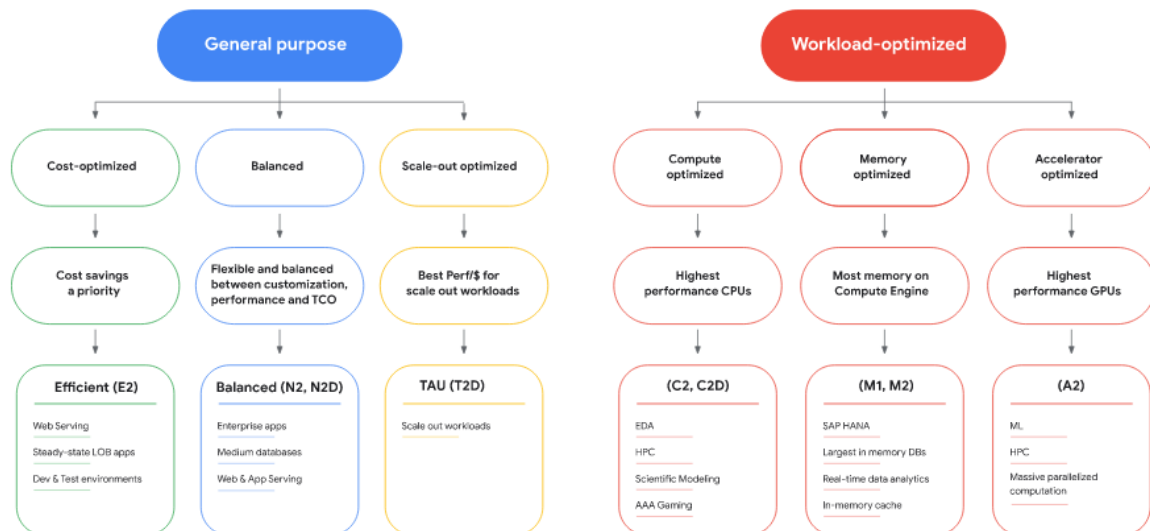 General purpose
Workload-optimized
Cost-optimized
Balanced
Scale-out optimized
Compute
optimized
Memory
optimized
Accelerator
optimized
Cost savings
a priority
Flexible and balanced
between customization,
performance and TCO
Best Perf/$ for
scale out workloads
Highest
performance CPUs
Most memory on
Compute Engine
Highest
performance GPUs
Efficient (E2)
Web Serving
Steady-state LOB apps
Dev & Test environments
Balanced (N2, N2D)
Enterprise apps
Medium databases
Web & App Serving
TAU (T2D)
Scale out workloads
(C2, C2D)
EDA
HPC
Scientific Modeling
AAA Gaming
(M1, M2)
SAP HANA
Largest in memory DBs
Real-time data analytics
In-memory cache
(A2)
ML
HPC
Massive parallelized
computation